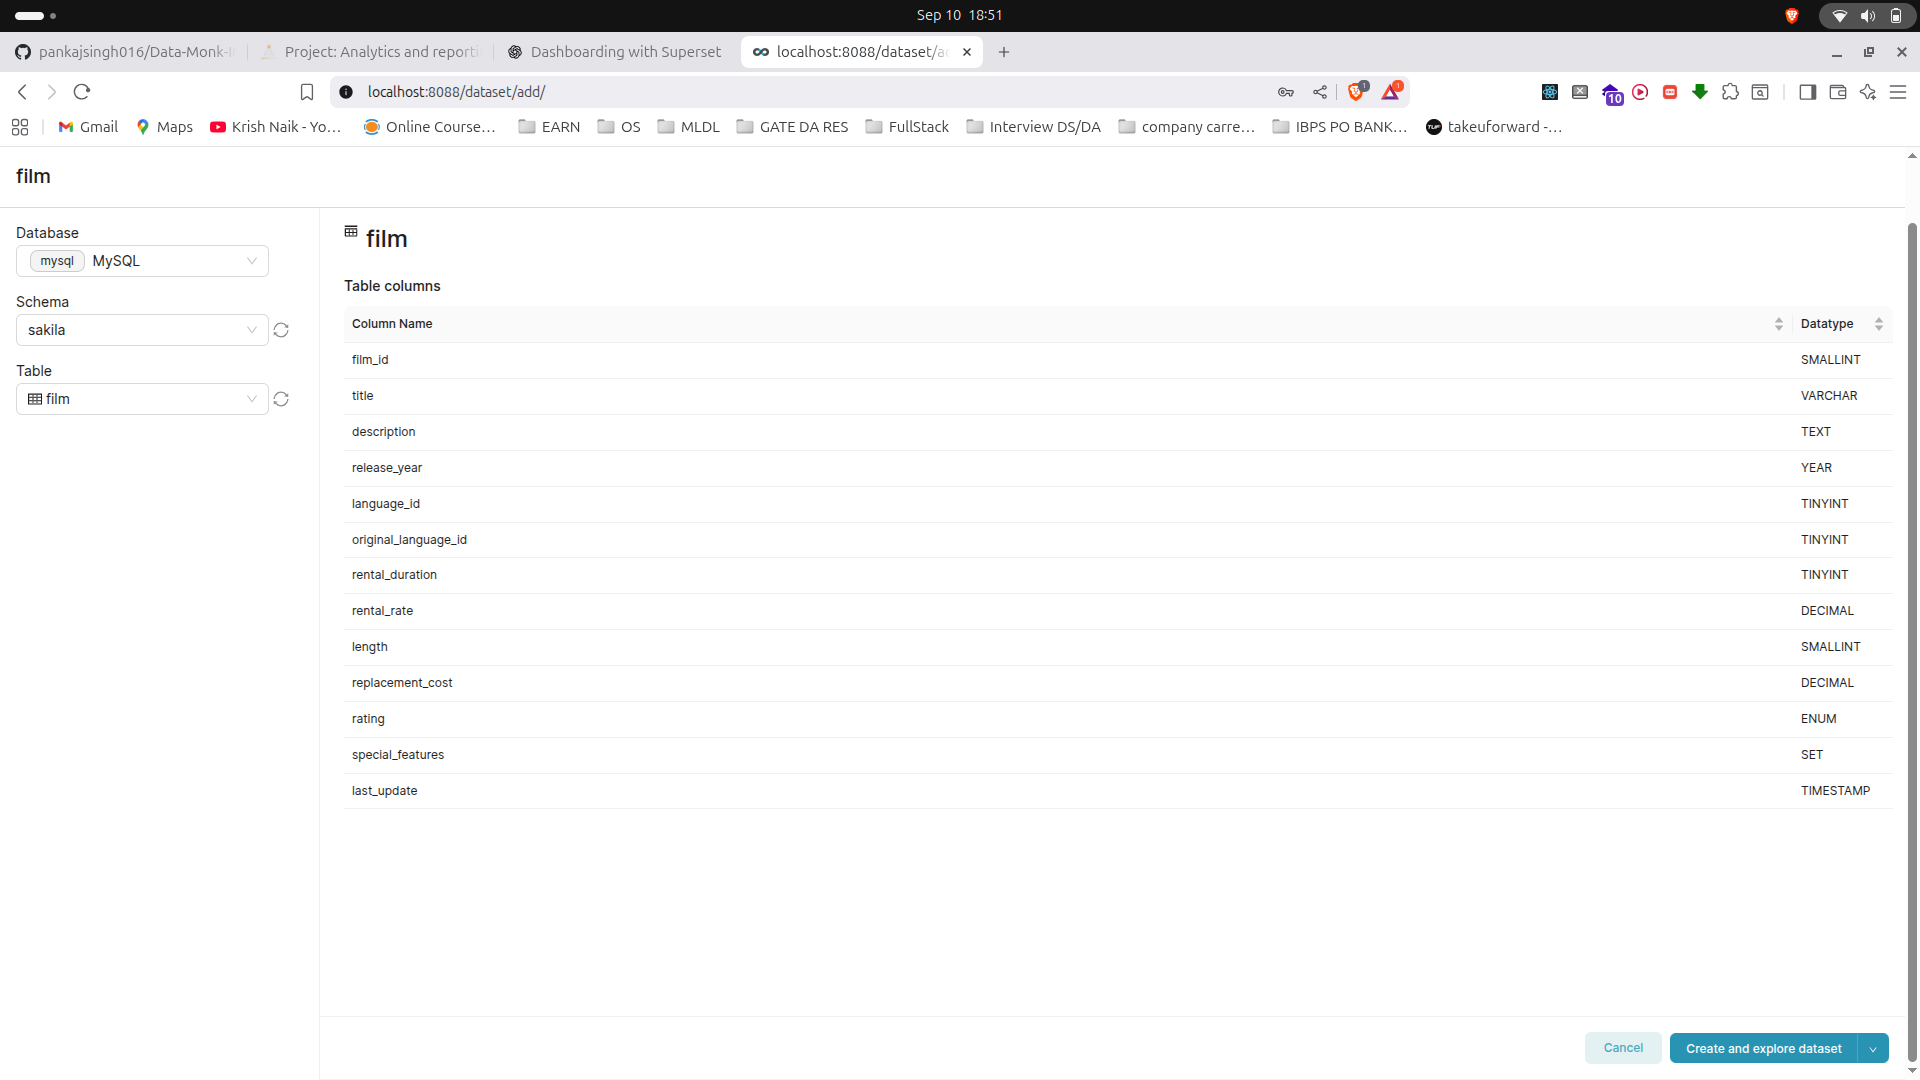 Sep 10 18:51
pankajsingh016/Data-Monk-
Project: Analytics and reporti
Dashboarding with Superset
localhost:8088/dataset/a
localhost:8088/dataset/add/
1
1
10
Gmail
Maps
Krish Naik - Yo...
Online Course...
EARN
OS
MLDL
GATE DA RES
FullStack
Interview DS/DA
company carre...
IBPS PO BANK...
TUF
takeuforward -...
film
Database
mysql MySQL
Schema
sakila
Table
film
film
Table columns
Column Name Datatype
film_id SMALLINT
title VARCHAR
description TEXT
release_year YEAR
language_id TINYINT
original_language_id TINYINT
rental_duration TINYINT
rental_rate DECIMAL
length SMALLINT
replacement_cost DECIMAL
rating ENUM
special_features SET
last_update TIMESTAMP
Cancel
Create and explore dataset